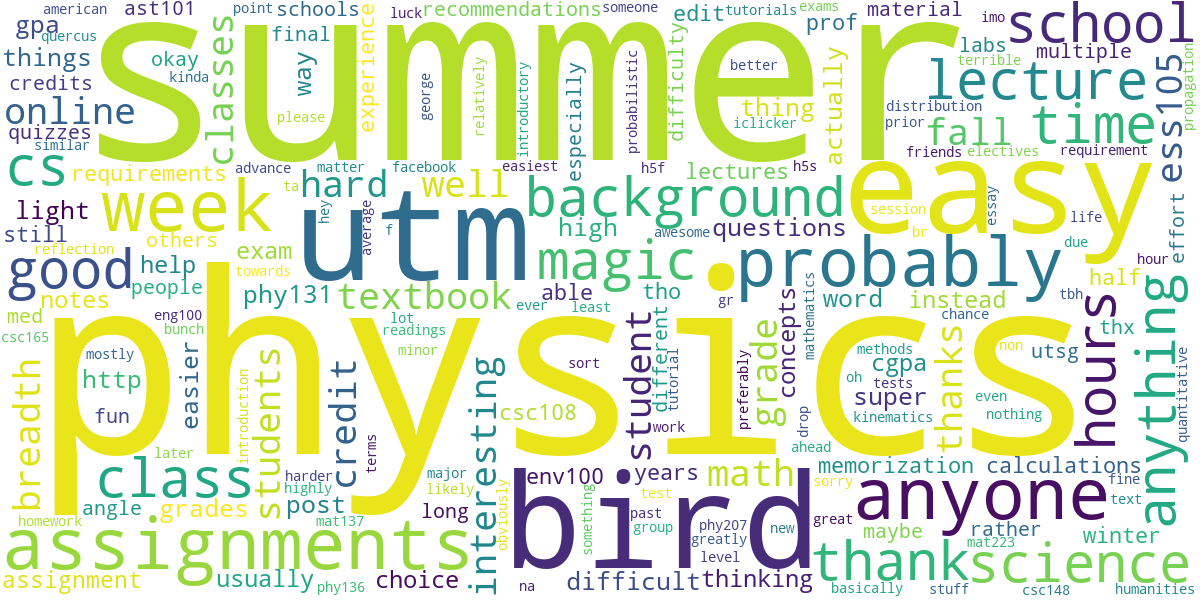 summer
physics
utm
bird
easy
probably
week
background
assignments
school
lecture
time
good
magic
anyone
science
thank
class
online
cs
fall
ess105
hours
anything
textbook
interesting
student
students
credit
breadth
hard
well
math
grade
thanks
classes
gpa
ast101
american
quercus
things
okay
kinda
credits
quizzes
similar
schools
point
final
way
please
experience
luck
recommendations
george
relatively
introductory
someone
especially
probabilistic
edit
tutorials
exams
difficulty
prof
better
thing
iclicker
actually
material
labs
multiple
imo
terrible
distribution
prior
friends
electives
requirement
propagation
requirements
advance
matter
facebook
easiest
h5f
lectures
h5s
light
still
reflection
others
ta
towards
exam
hey
average
f
high
awesome
questions
session
br
essay
life
due
effort
hour
help
people
notes
med
csc165
eng100
bunch
mostly
http
fun
easier
phy131
lot
readings
minor
able
ever
least
tho
gr
different
tutorial
word
instead
tbh
half
chance
thx
utsg
non
quantitative
mathematics
concepts
preferably
drop
methods
oh
cgpa
tests
super
kinematics
even
nothing
csc108
sort
work
ahead
later
introduction
terms
harder
highly
major
likely
env100
years
memorization
calculations
sorry
fine
text
angle
grades
post
long
mat137
homework
obviously
something
test
past
group
phy207
greatly
level
new
great
maybe
rather
mat223
winter
assignment
usually
phy136
choice
na
difficult
thinking
basically
stuff
csc148
humanities